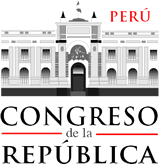 PERÚ
CONGRESO
de la
REPÚBLICA